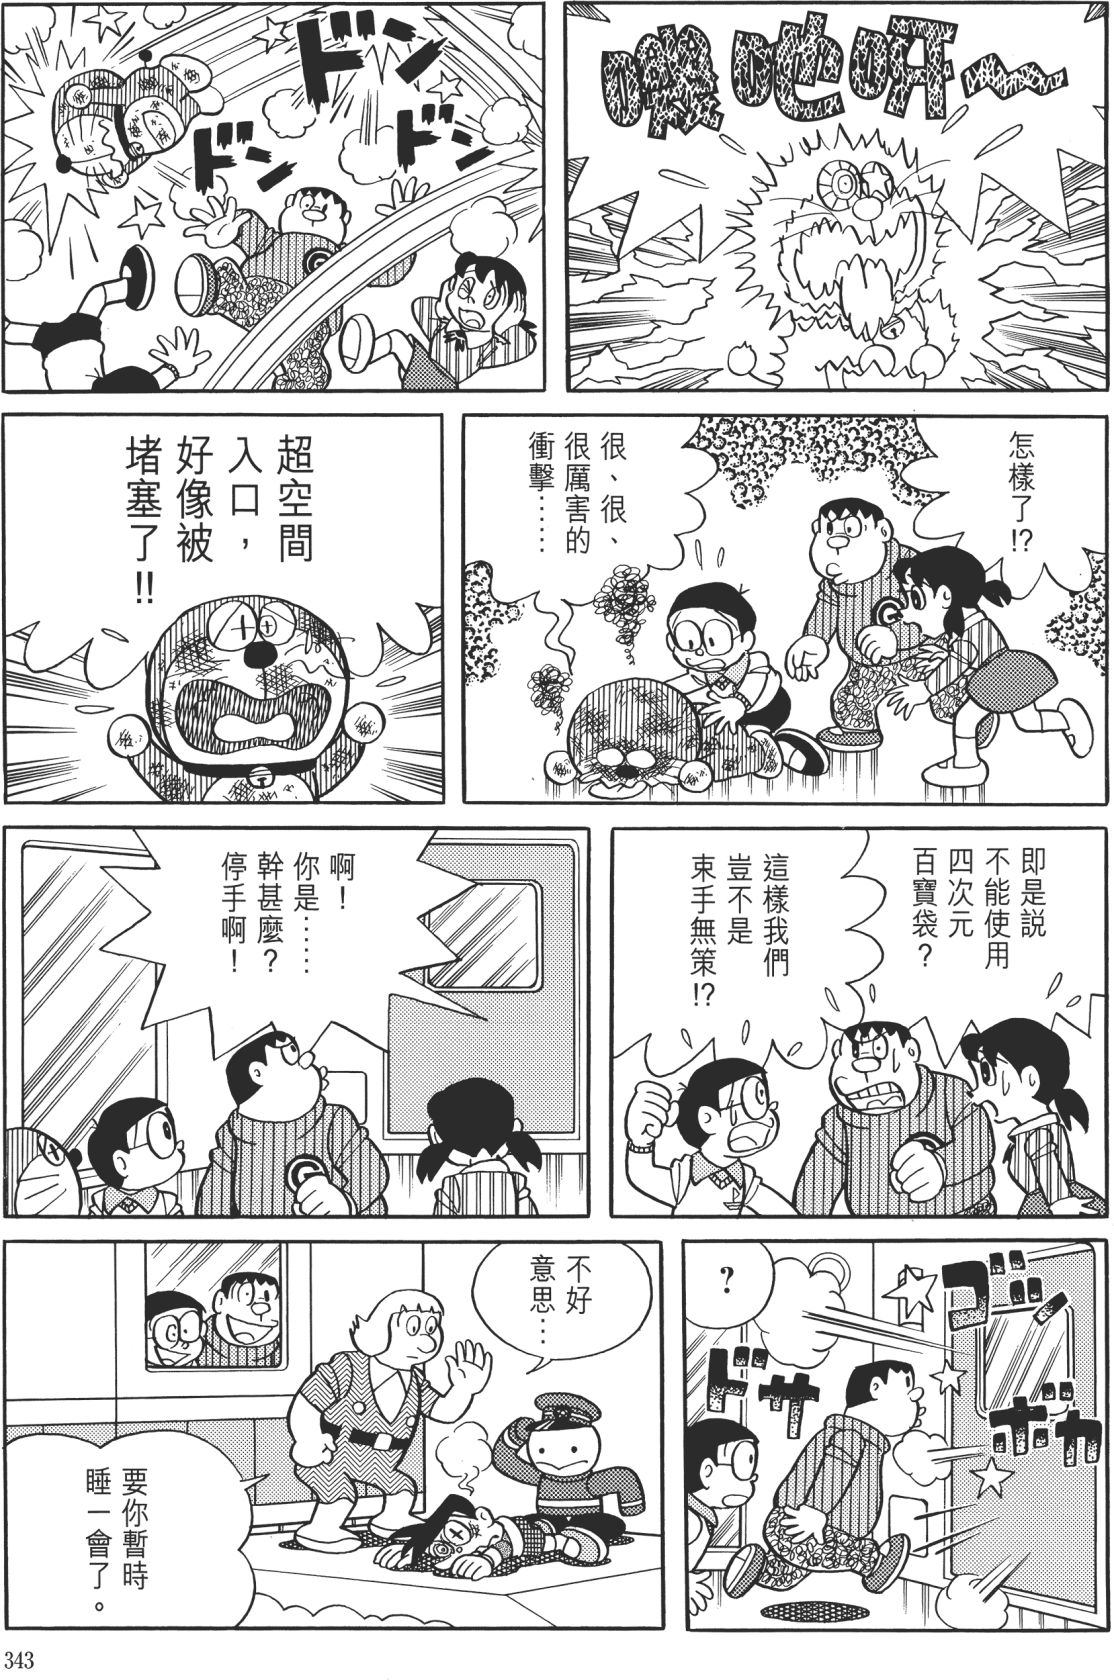 噢吔呀～
ドン
ドン
ドン
怎樣了!?
很、很、
很厲害的
衝擊……
超空間
入口，
好像被
堵塞了!!
即是説
不能使用
四次元
百寶袋？
這樣我們
豈不是
束手無策!?
啊！
你是……
幹甚麼？
停手啊！
？
ゴン
ボカ
ドサ
不好
意思…
要你暫時
睡一會了。
343